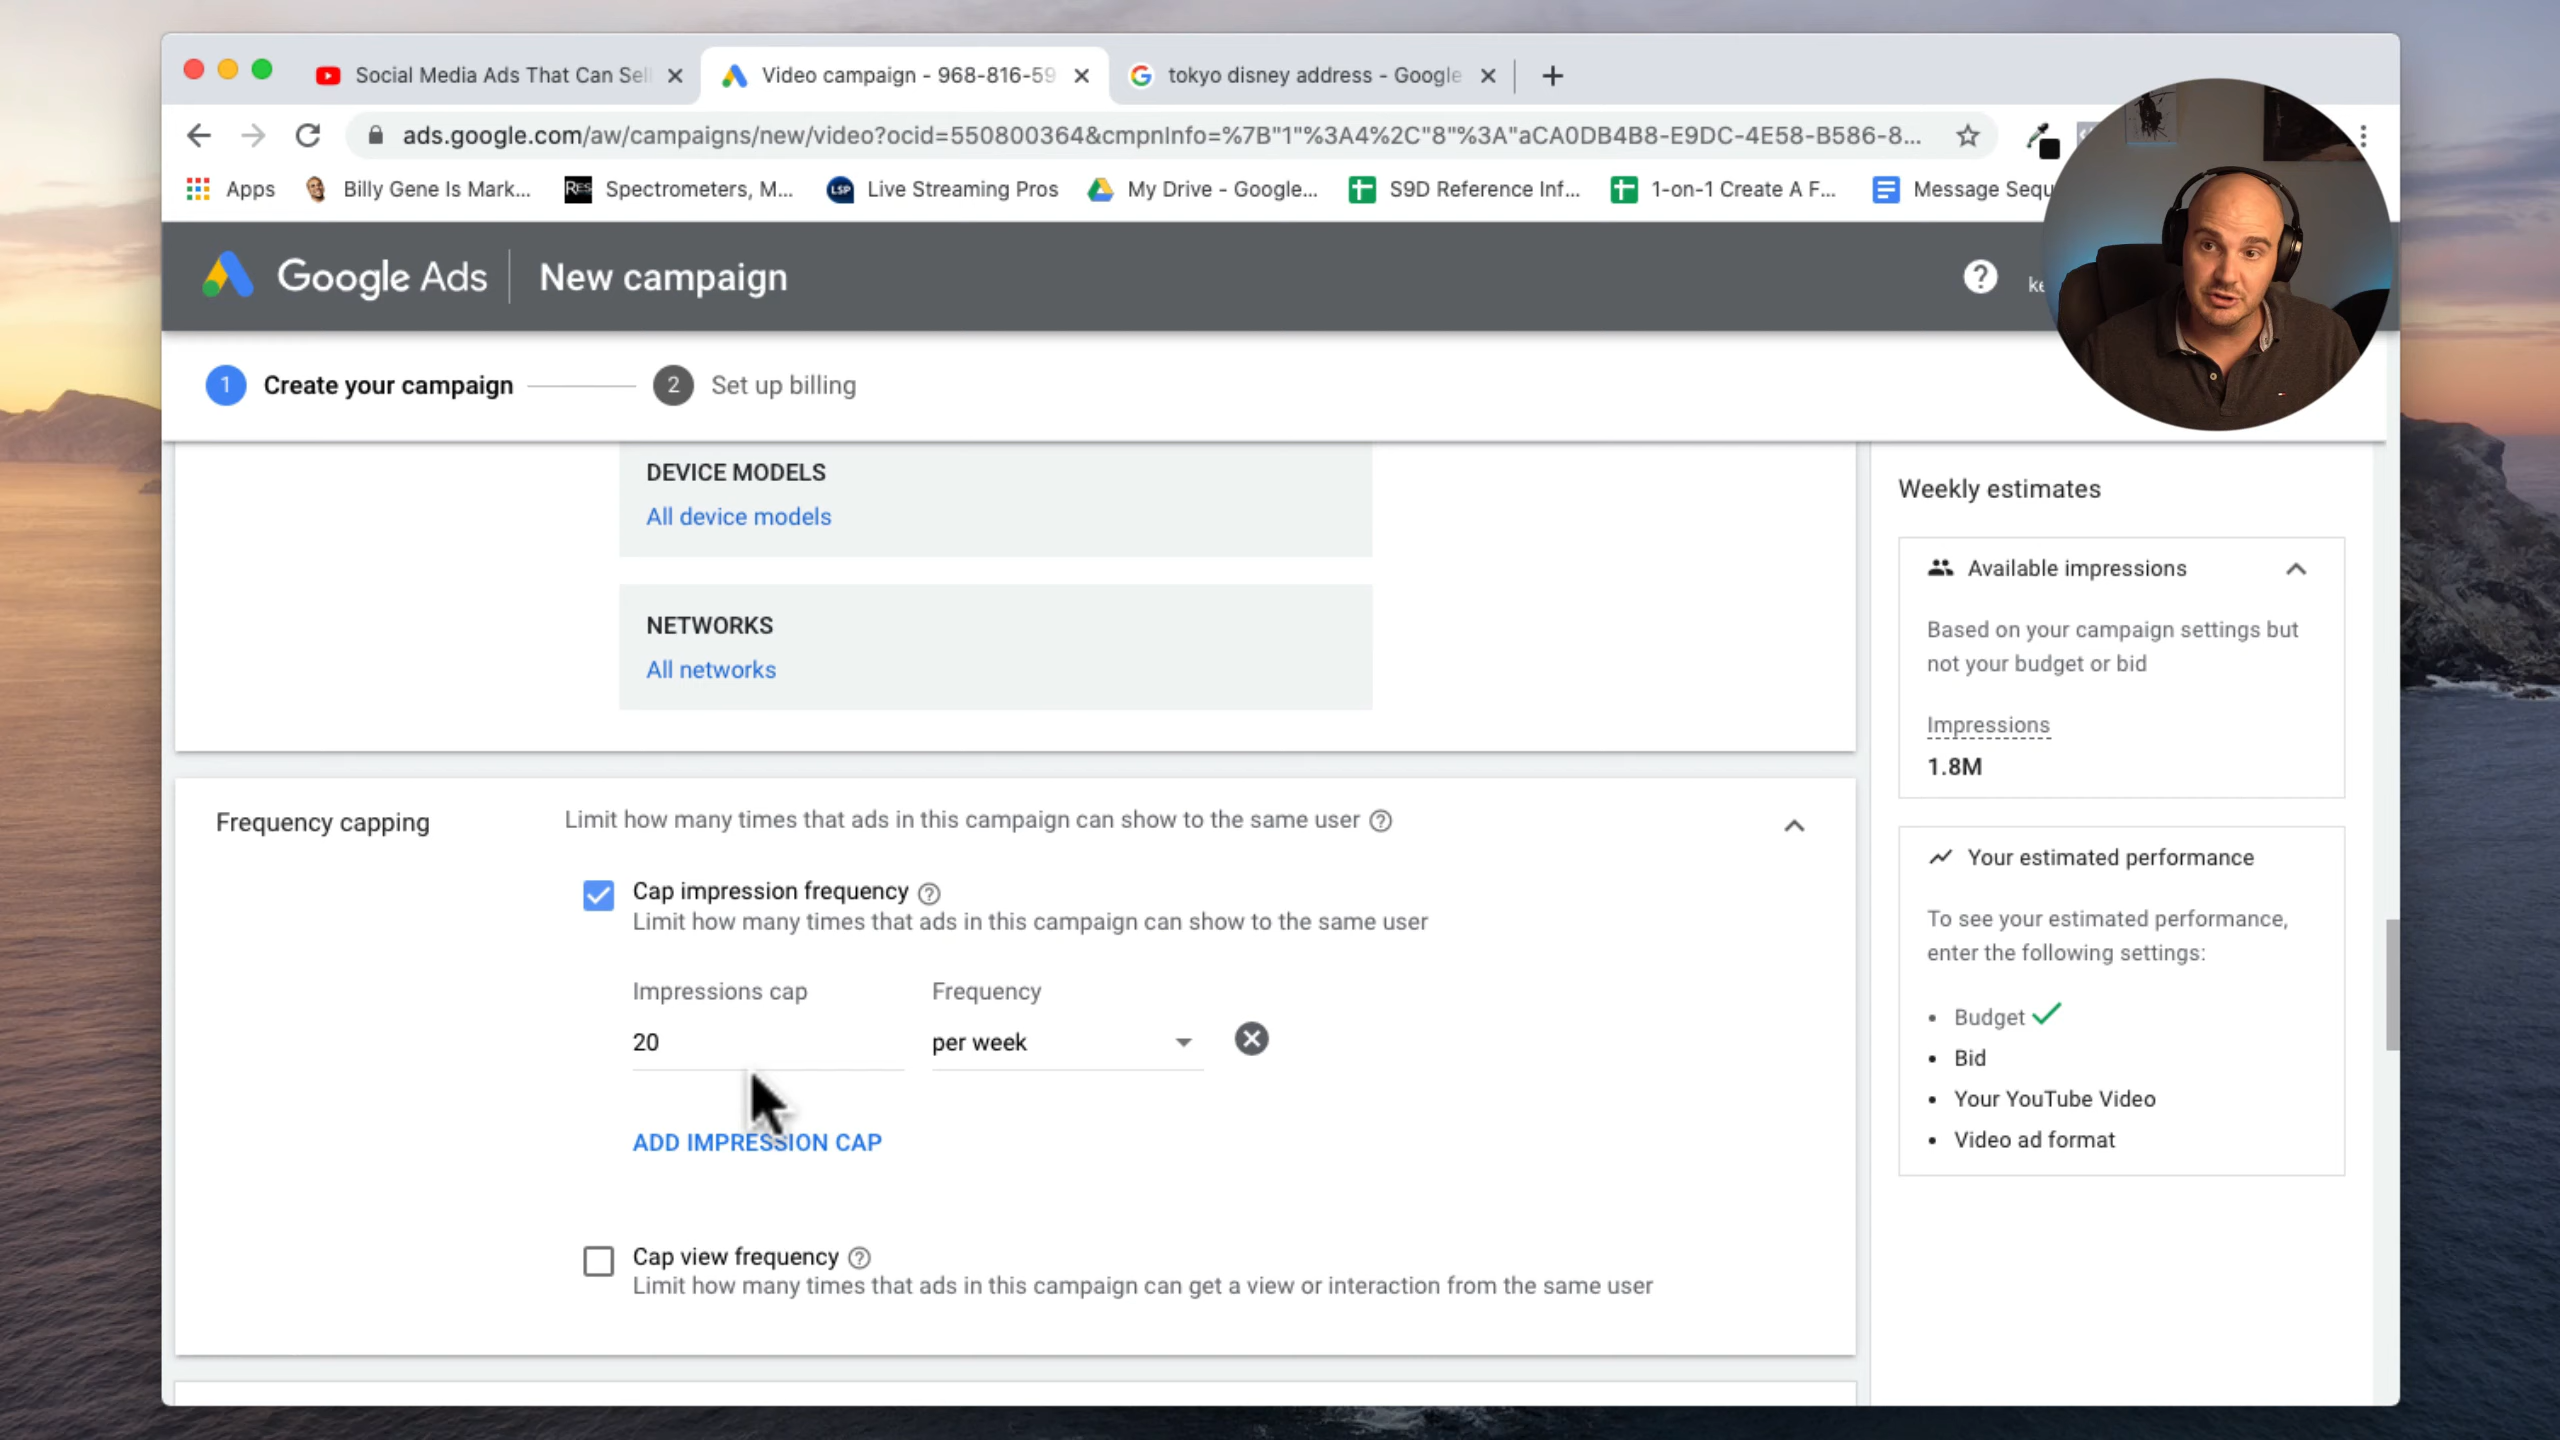 Social Media Ads That Can Sell
Video campaign - 968-816-59
tokyo disney address - Google
ads.google.com/aw/campaigns/new/video?ocid=550800364&cmpnInfo=%7B"1"%3A4%2C"8"%3A"aCA0DB4B8-E9DC-4E58-B586-8...
Apps
Billy Gene Is Mark...
RES
Spectrometers, M...
LSP
Live Streaming Pros
My Drive - Google...
S9D Reference Inf...
1-on-1 Create A F...
Message Sequ
Google Ads
New campaign
ke
1 Create your campaign
2 Set up billing
DEVICE MODELS
All device models
NETWORKS
All networks
Frequency capping
Limit how many times that ads in this campaign can show to the same user
Cap impression frequency
Limit how many times that ads in this campaign can show to the same user
Impressions cap
Frequency
20
per week
ADD IMPRESSION CAP
Cap view frequency
Limit how many times that ads in this campaign can get a view or interaction from the same user
Weekly estimates
Available impressions
Based on your campaign settings but
not your budget or bid
Impressions
1.8M
Your estimated performance
To see your estimated performance,
enter the following settings:
• Budget
• Bid
• Your YouTube Video
• Video ad format